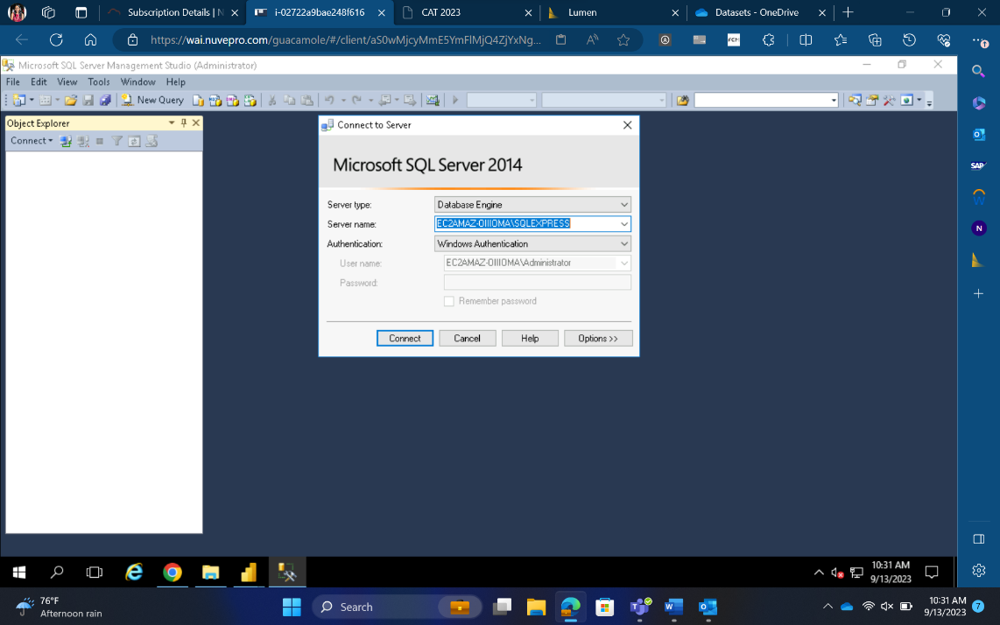 Subscription Details | N
i-02722a9bae248f616
CAT 2023
Lumen
Datasets - OneDrive
https://wai.nuvepro.com/guacamole/#/client/aS0wMjcyMmE5YmFlMjQ4ZjYxNg...
Microsoft SQL Server Management Studio (Administrator)
File Edit View Tools Window Help
New Query
Object Explorer
Connect
Connect to Server
Microsoft SQL Server 2014
Server type: Database Engine
Server name: EC2AMAZ-0IIIOMA\SQLEXPRESS
Authentication: Windows Authentication
User name: EC2AMAZ-0IIIOMA\Administrator
Password:
Remember password
Connect Cancel Help Options >>
SAP
N
10:31 AM
9/13/2023
76°F
Afternoon rain
Search
10:31 AM
9/13/2023
7